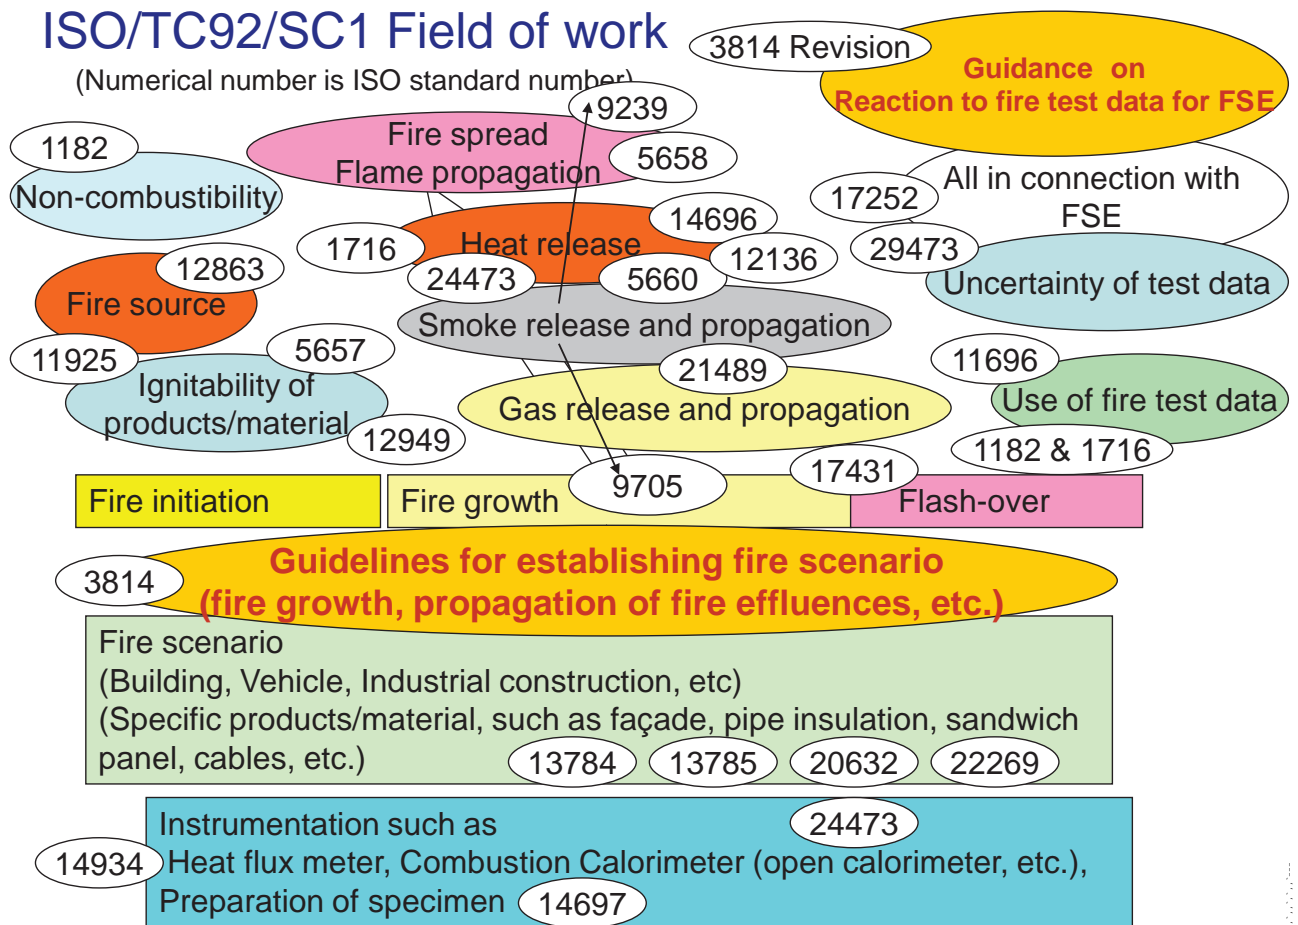 ISO/TC92/SC1 Field of work
(Numerical number is ISO standard number)
3814 Revision
Guidance on
Reaction to fire test data for FSE
9239
Fire spread
Flame propagation
5658
1182
Non-combustibility
All in connection with
FSE
17252
29473
Uncertainty of test data
14696
Heat release
1716
12136
24473
5660
12863
Fire source
Smoke release and propagation
11925
5657
Ignitability of
products/material
12949
21489
Gas release and propagation
11696
Use of fire test data
1182 & 1716
17431
9705
Fire initiation
Fire growth
Flash-over
3814
Guidelines for establishing fire scenario
(fire growth, propagation of fire effluences, etc.)
Fire scenario
(Building, Vehicle, Industrial construction, etc)
(Specific products/material, such as façade, pipe insulation, sandwich
panel, cables, etc.)
13784
13785
20632
22269
Instrumentation such as
24473
14934
Heat flux meter, Combustion Calorimeter (open calorimeter, etc.),
Preparation of specimen
14697